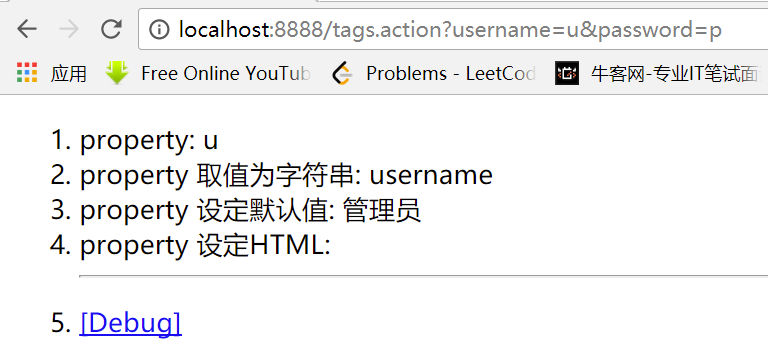 localhost:8888/tags.action?username=u&password=p
应用 Free Online YouTub Problems - LeetCod 牛客网-专业IT笔试面
1. property: u
2. property 取值为字符串: username
3. property 设定默认值: 管理员
4. property 设定HTML:
5. [Debug]